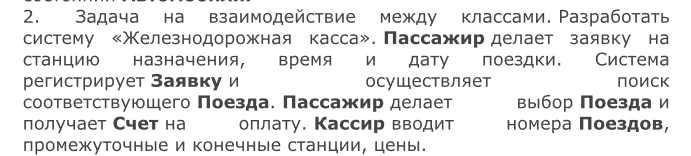 2. Задача на взаимодействие между классами. Разработать
систему «Железнодорожная касса». Пассажир делает заявку на
станцию назначения, время и дату поездки. Система
регистрирует Заявку и осуществляет поиск
соответствующего Поезда. Пассажир делает выбор Поезда и
получает Счет на оплату. Кассир вводит номера Поездов,
промежуточные и конечные станции, цены.